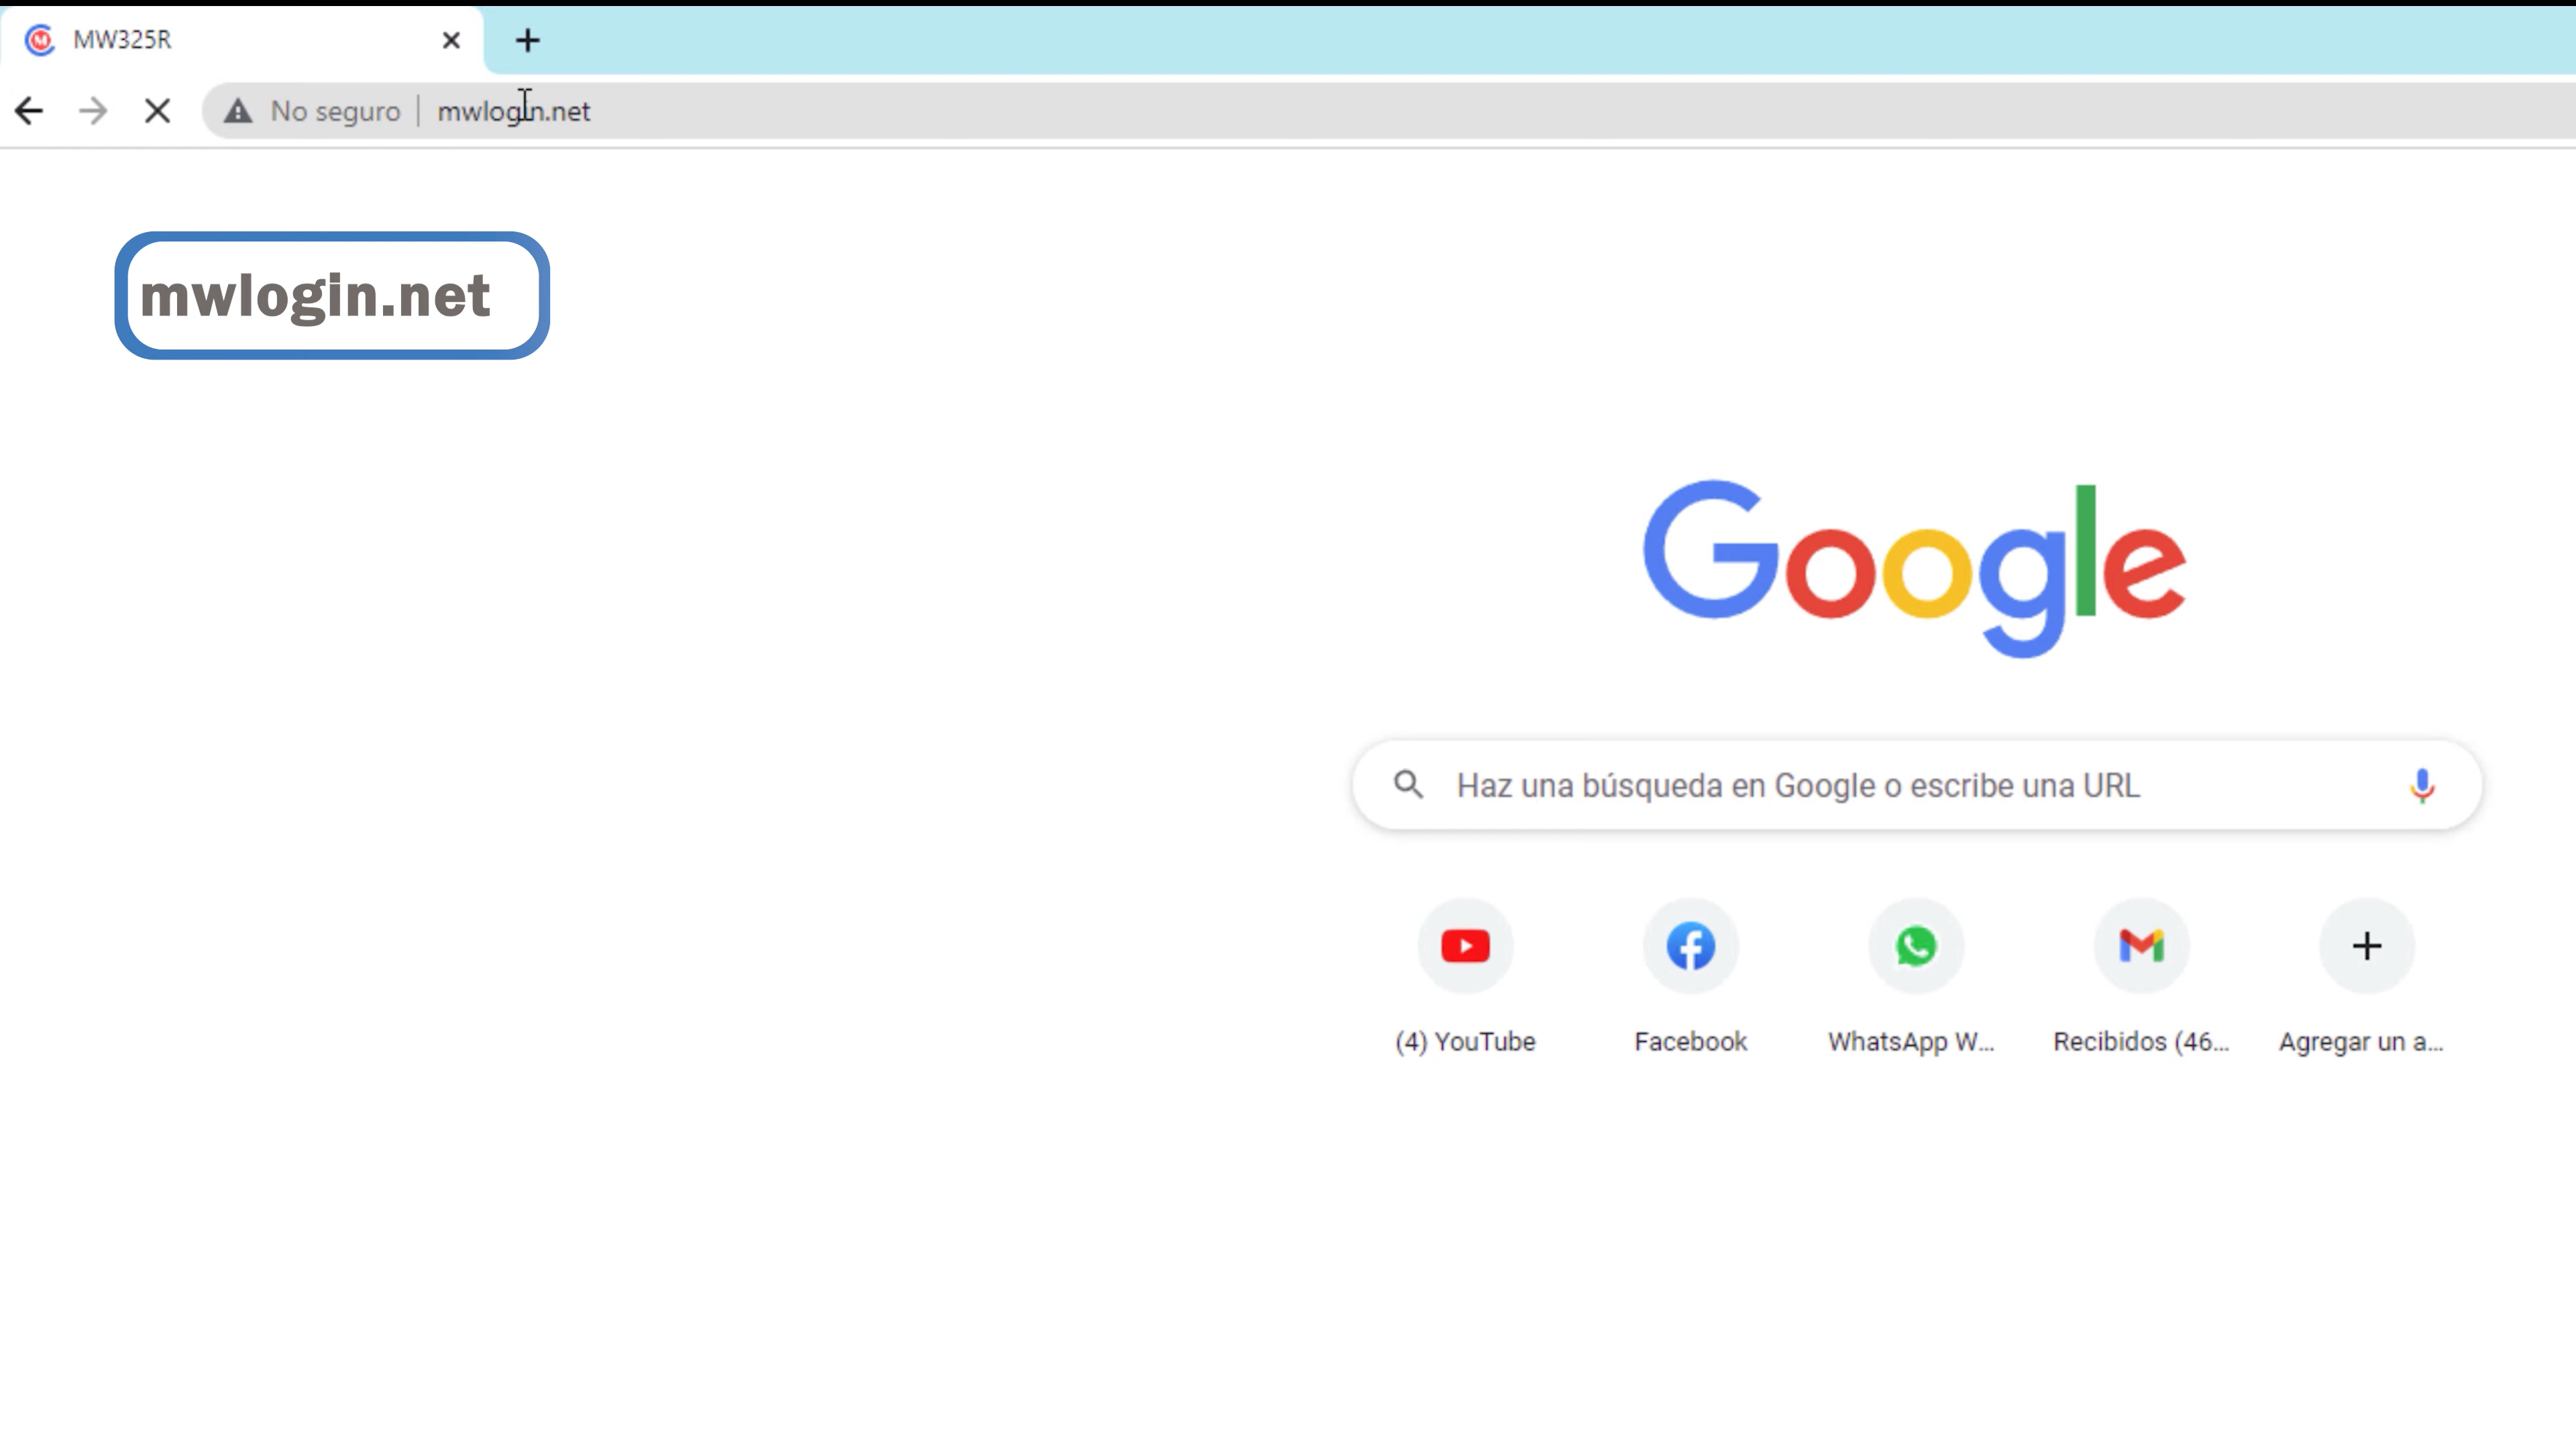 MW325R
No seguro | mwlogin.net
mwlogin.net
Google
Haz una búsqueda en Google o escribe una URL
(4) YouTube
Facebook
WhatsApp W...
Recibidos (46...
Agregar un a...